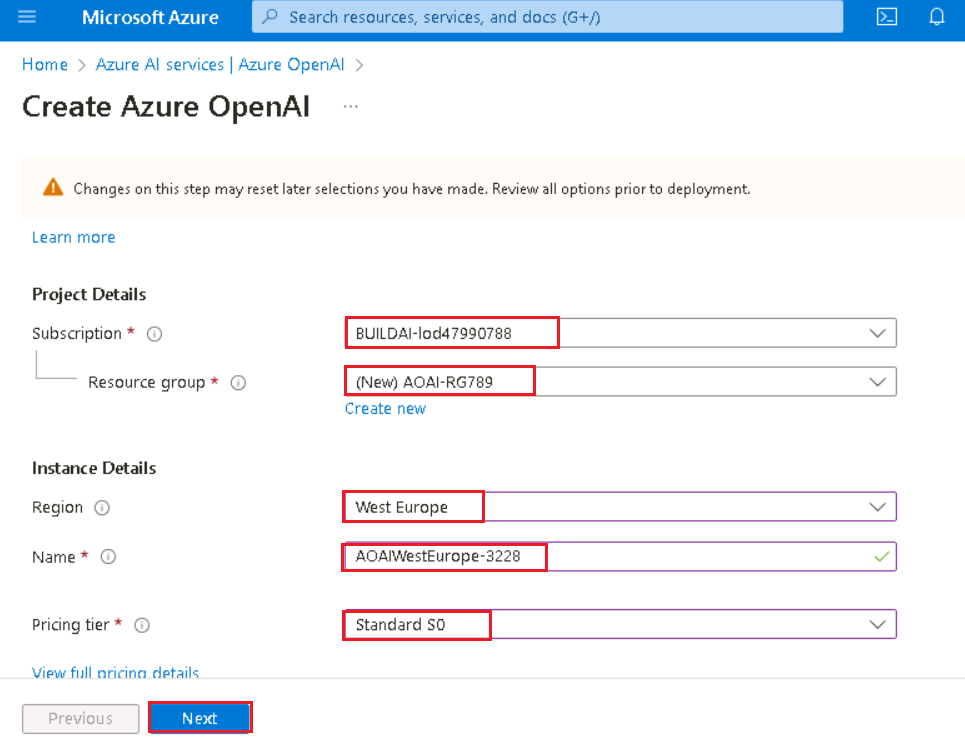 Microsoft Azure
Search resources, services, and docs (G+/)
Home > Azure AI services | Azure OpenAI >
Create Azure OpenAI ...
Changes on this step may reset later selections you have made. Review all options prior to deployment.
Learn more
Project Details
Subscription * BUILDAI-lod47990788
Resource group * (New) AOAI-RG789
Create new
Instance Details
Region West Europe
Name * AOAIWestEurope-3228
Pricing tier * Standard S0
View full pricing details
Previous Next